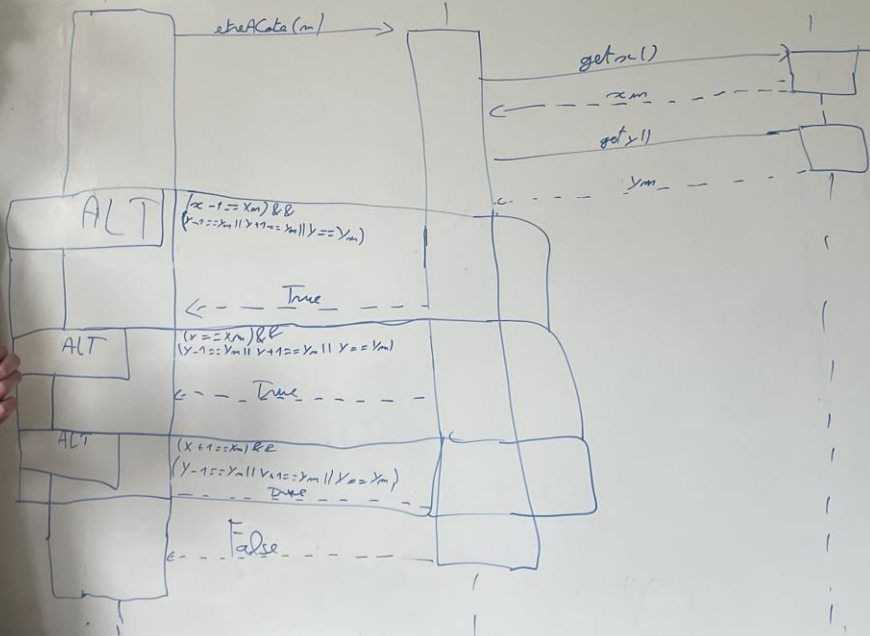 etreACote(m)
getx()
xm
gety()
ym
ALT
(x-1==xm)&&
(y-1==ym||y+1==ym||y==ym)
True
ALT
(x==xm)&&
(y-1==ym||y+1==ym||y==ym)
True
ALT
(x+1==xm)&&
(y-1==ym||y+1==ym||y==ym)
True
False